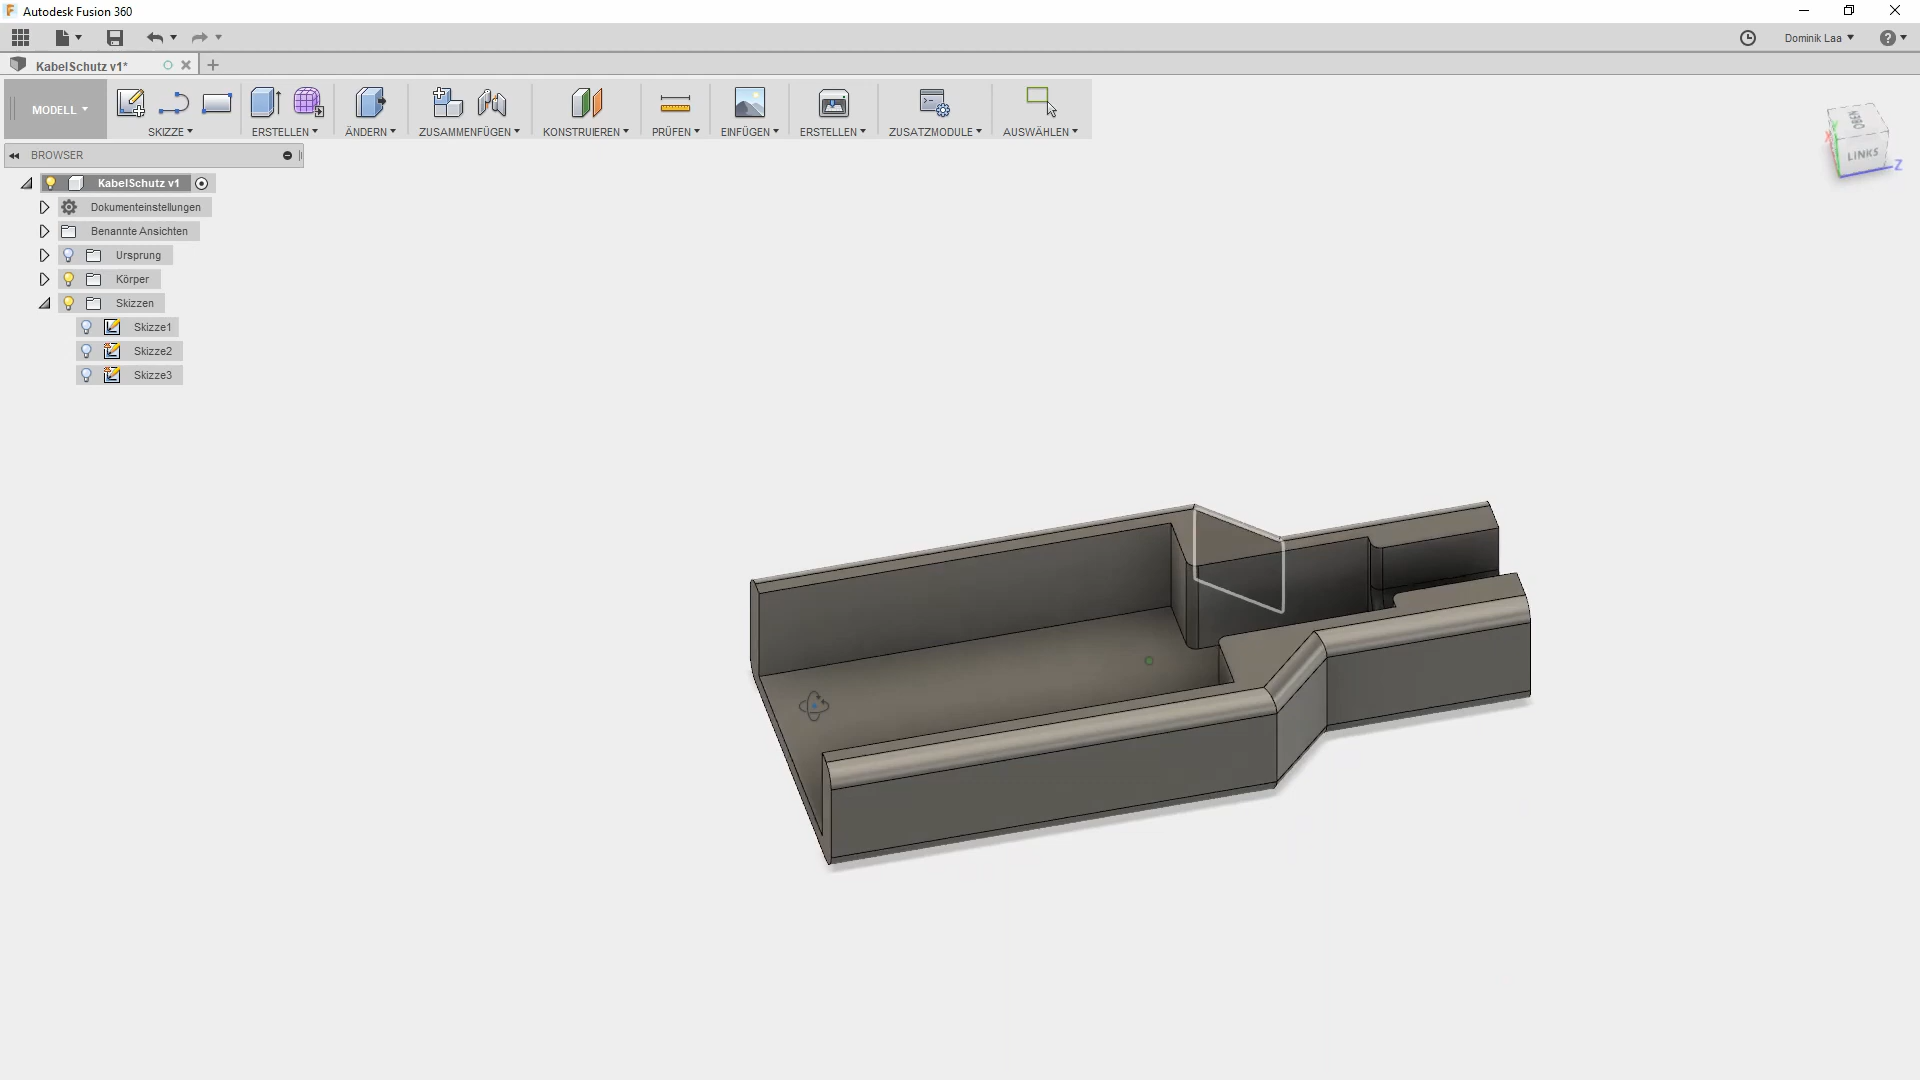 Autodesk Fusion 360
Dominik Laa
KabelSchutz v1*
MODELL
SKIZZE
ERSTELLEN
ÄNDERN
ZUSAMMENFÜGEN
KONSTRUIEREN
PRÜFEN
EINFÜGEN
ERSTELLEN
ZUSATZMODULE
AUSWÄHLEN
OBEN
LINKS
X
Y
Z
BROWSER
KabelSchutz v1
Dokumenteinstellungen
Benannte Ansichten
Ursprung
Körper
Skizzen
Skizze1
Skizze2
Skizze3